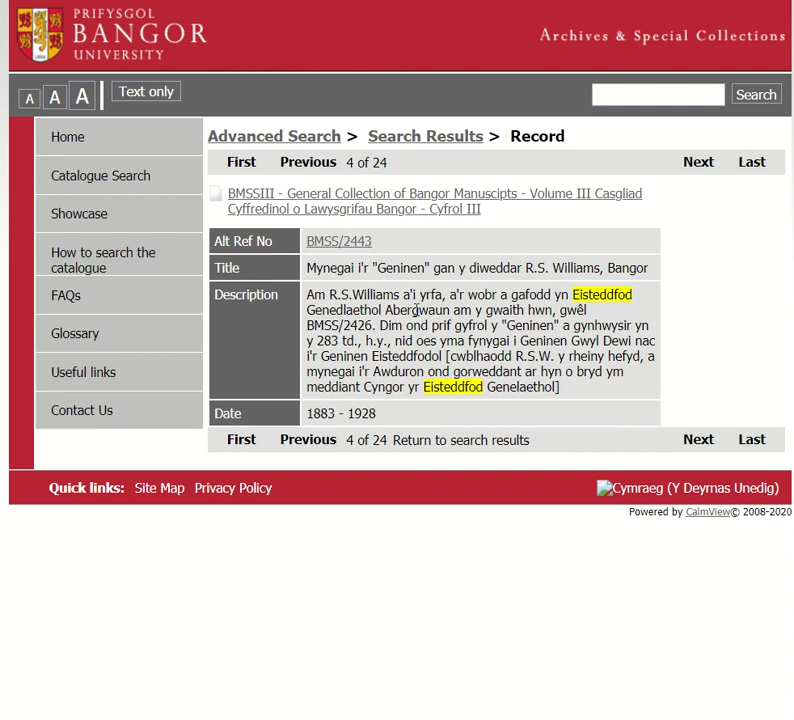 PRIFYSGOL
BANGOR
UNIVERSITY
Archives & Special Collections
A A A Text only
Search
Home
Catalogue Search
Showcase
How to search the
catalogue
FAQs
Glossary
Useful links
Contact Us
Advanced Search > Search Results > Record
First Previous 4 of 24 Next Last
BMSSIII - General Collection of Bangor Manuscipts - Volume III Casgliad
Cyffredinol o Lawysgrifau Bangor - Cyfrol III
Alt Ref No BMSS/2443
Title Mynegai i'r "Geninen" gan y diweddar R.S. Williams, Bangor
Description Am R.S.Williams a'i yrfa, a'r wobr a gafodd yn Eisteddfod
Genedlaethol Abergwaun am y gwaith hwn, gwêl
BMSS/2426. Dim ond prif gyfrol y "Geninen" a gynhwysir yn
y 283 td., h.y., nid oes yma fynygai i Geninen Gwyl Dewi nac
i'r Geninen Eisteddfodol [cwblhaodd R.S.W. y rheiny hefyd, a
mynegai i'r Awduron ond gorweddant ar hyn o bryd ym
meddiant Cyngor yr Eisteddfod Genelaethol]
Date 1883 - 1928
First Previous 4 of 24 Return to search results Next Last
Quick links: Site Map Privacy Policy Cymraeg (Y Deyrnas Unedig)
Powered by CalmView© 2008-2020